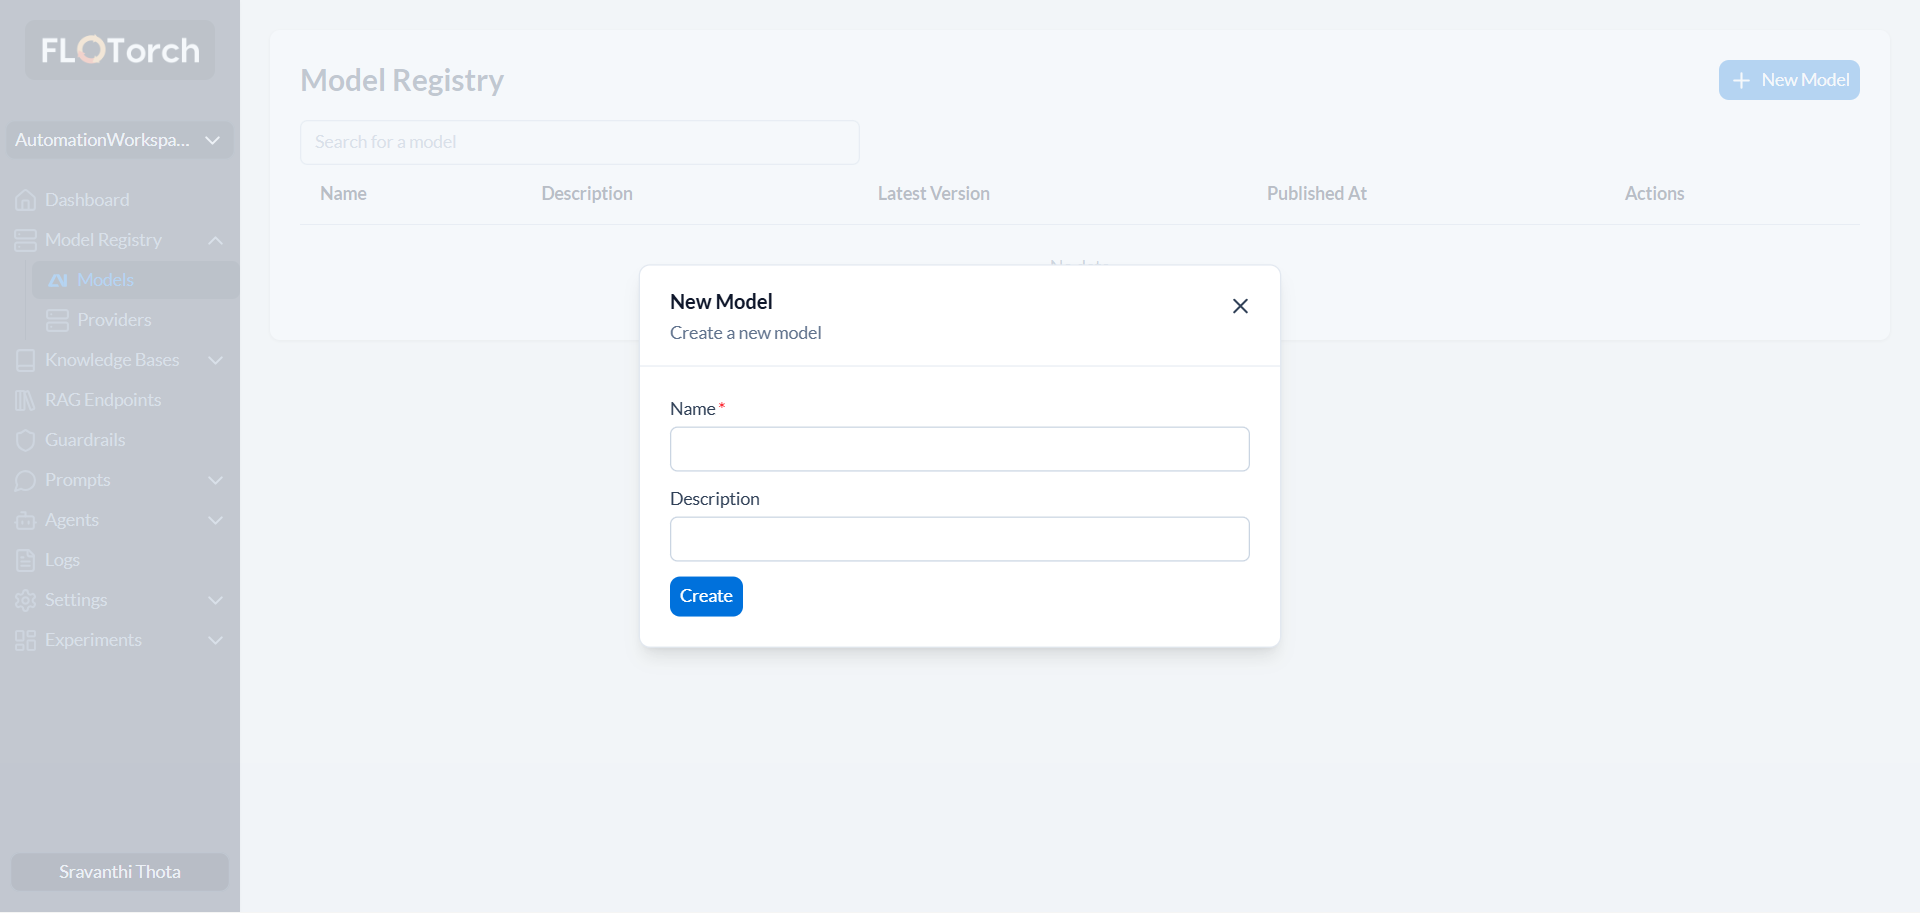 FLOTorch
AutomationWorkspa...
Dashboard
Model Registry
Models
Providers
Knowledge Bases
RAG Endpoints
Guardrails
Prompts
Agents
Logs
Settings
Experiments
Sravanthi Thota
Model Registry
New Model
Search for a model
Name Description Latest Version Published At Actions
New Model
Create a new model
Name *
Description
Create